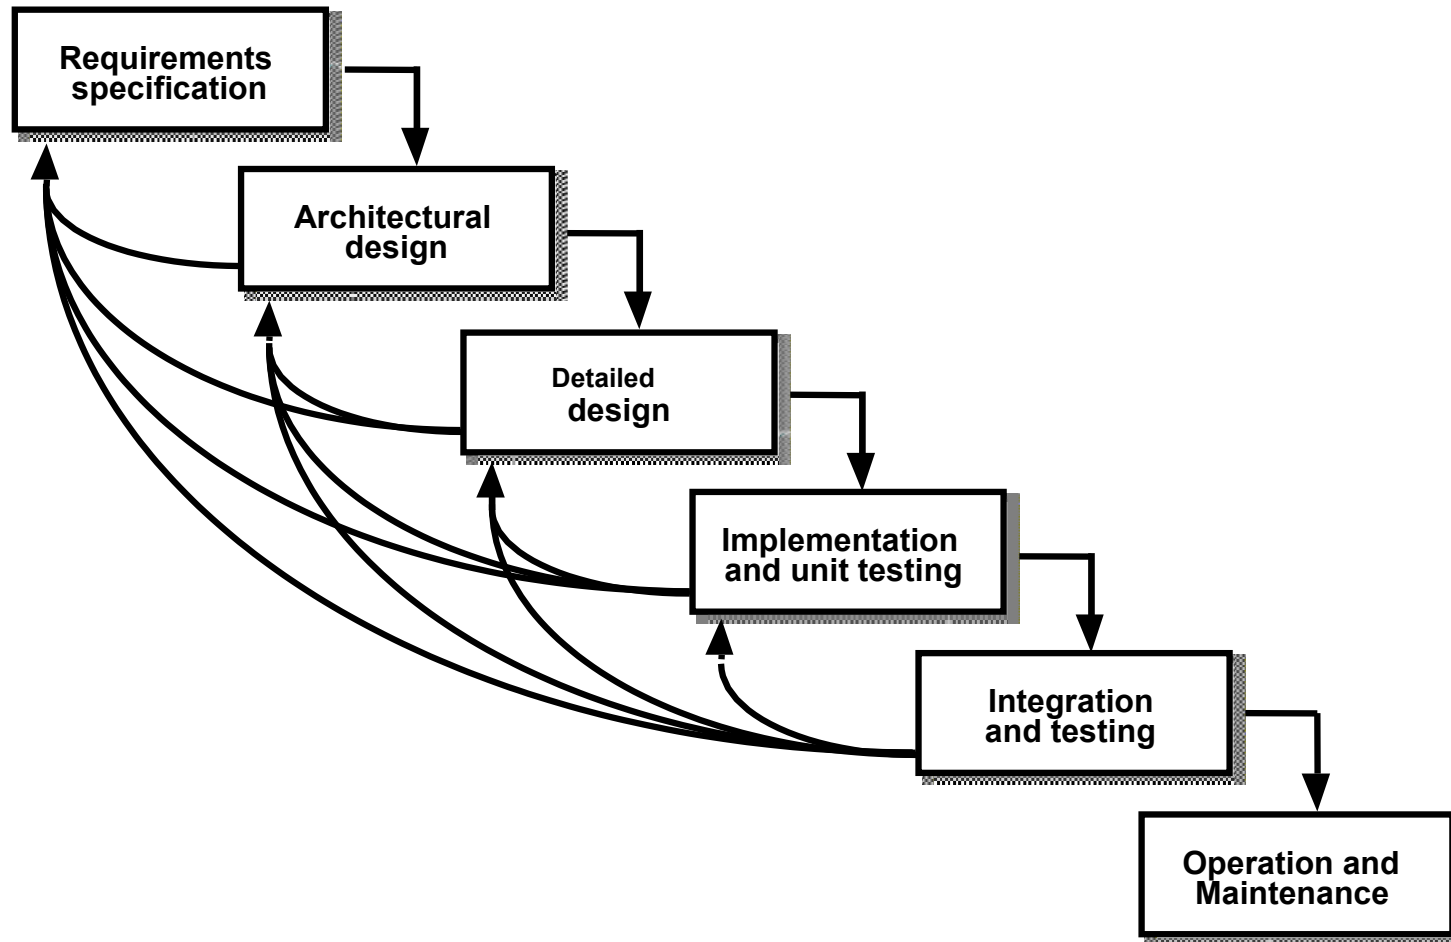 Requirements
specification
Architectural
design
Detailed
design
Implementation
and unit testing
Integration
and testing
Operation and
Maintenance